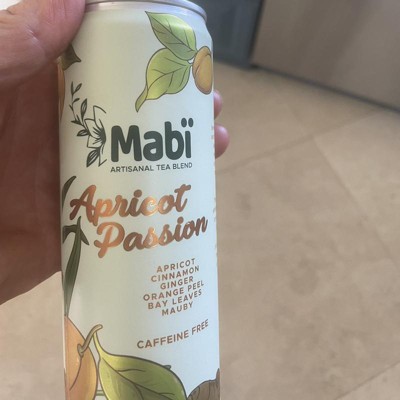 Mabï
ARTISANAL TEA BLEND
Apricot
Passion
APRICOT
CINNAMON
GINGER
ORANGE PEEL
BAY LEAVES
MAUBY
CAFFEINE FREE